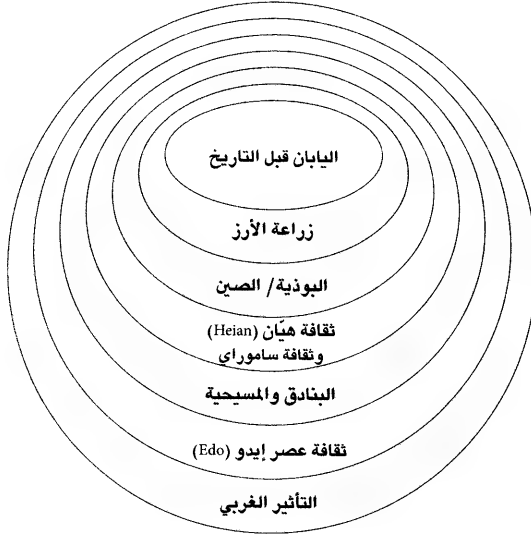 اليابان قبل التاريخ
زراعة الأرز
البوذية/ الصين
ثقافة هيّان (Heian)
وثقافة ساموراي
البنادق والمسيحية
ثقافة عصر إيدو (Edo)
التأثير الغربي